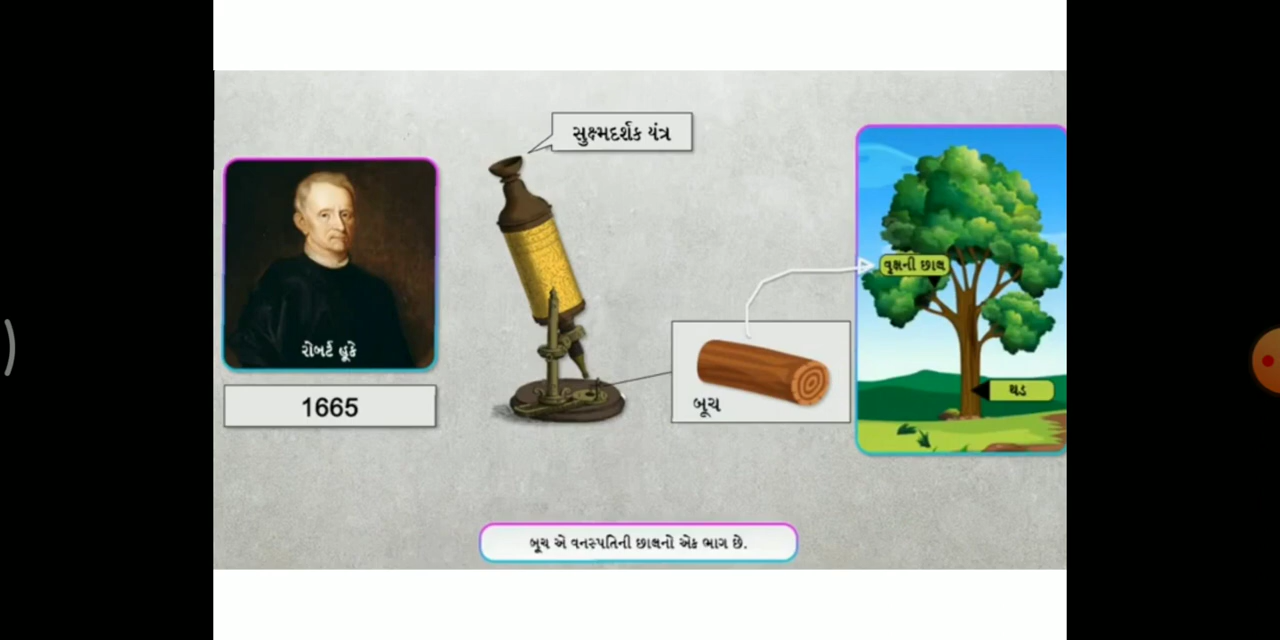 સુક્ષ્મદર્શક યંત્ર
રોબર્ટ હૂકે
1665
બૂચ
વૃક્ષની છાલ
થડ
બૂચ એ વનસ્પતિની છાલનો એક ભાગ છે.